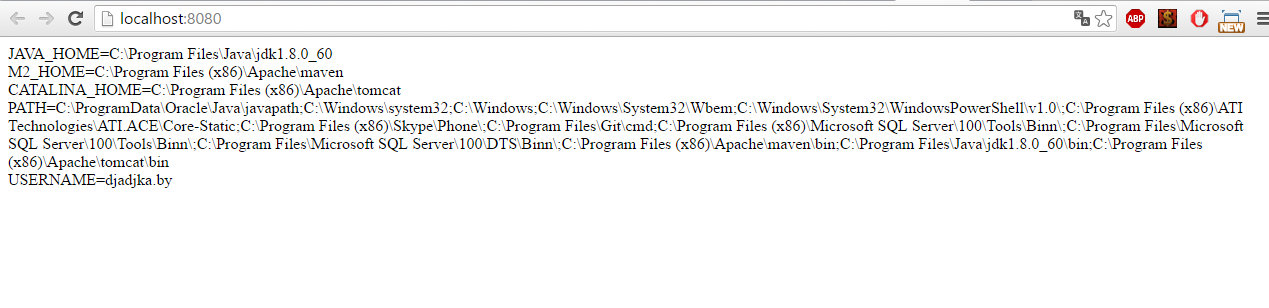 localhost:8080
ABP
NEW
JAVA_HOME=C:\Program Files\Java\jdk1.8.0_60
M2_HOME=C:\Program Files (x86)\Apache\maven
CATALINA_HOME=C:\Program Files (x86)\Apache\tomcat
PATH=C:\ProgramData\Oracle\Java\javapath;C:\Windows\system32;C:\Windows;C:\Windows\System32\Wbem;C:\Windows\System32\WindowsPowerShell\v1.0\;C:\Program Files (x86)\ATI
Technologies\ATI.ACE\Core-Static;C:\Program Files (x86)\Skype\Phone\;C:\Program Files\Git\cmd;C:\Program Files (x86)\Microsoft SQL Server\100\Tools\Binn\;C:\Program Files\Microsoft
SQL Server\100\Tools\Binn\;C:\Program Files\Microsoft SQL Server\100\DTS\Binn\;C:\Program Files (x86)\Apache\maven\bin;C:\Program Files\Java\jdk1.8.0_60\bin;C:\Program Files
(x86)\Apache\tomcat\bin
USERNAME=djadjka.by